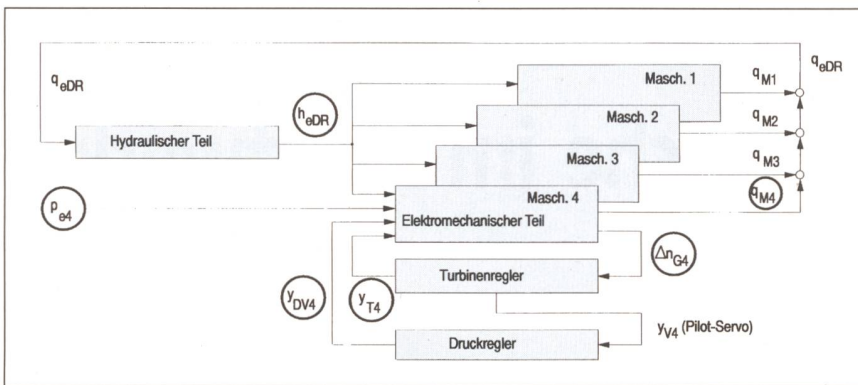 q_eDR
q_eDR
h_eDR
Hydraulischer Teil
Masch. 1
q_M1
Masch. 2
q_M2
Masch. 3
q_M3
p_e4
Masch. 4
Elektromechanischer Teil
q_M4
Δn_G4
y_DV4
y_T4
Turbinenregler
y_V4 (Pilot-Servo)
Druckregler